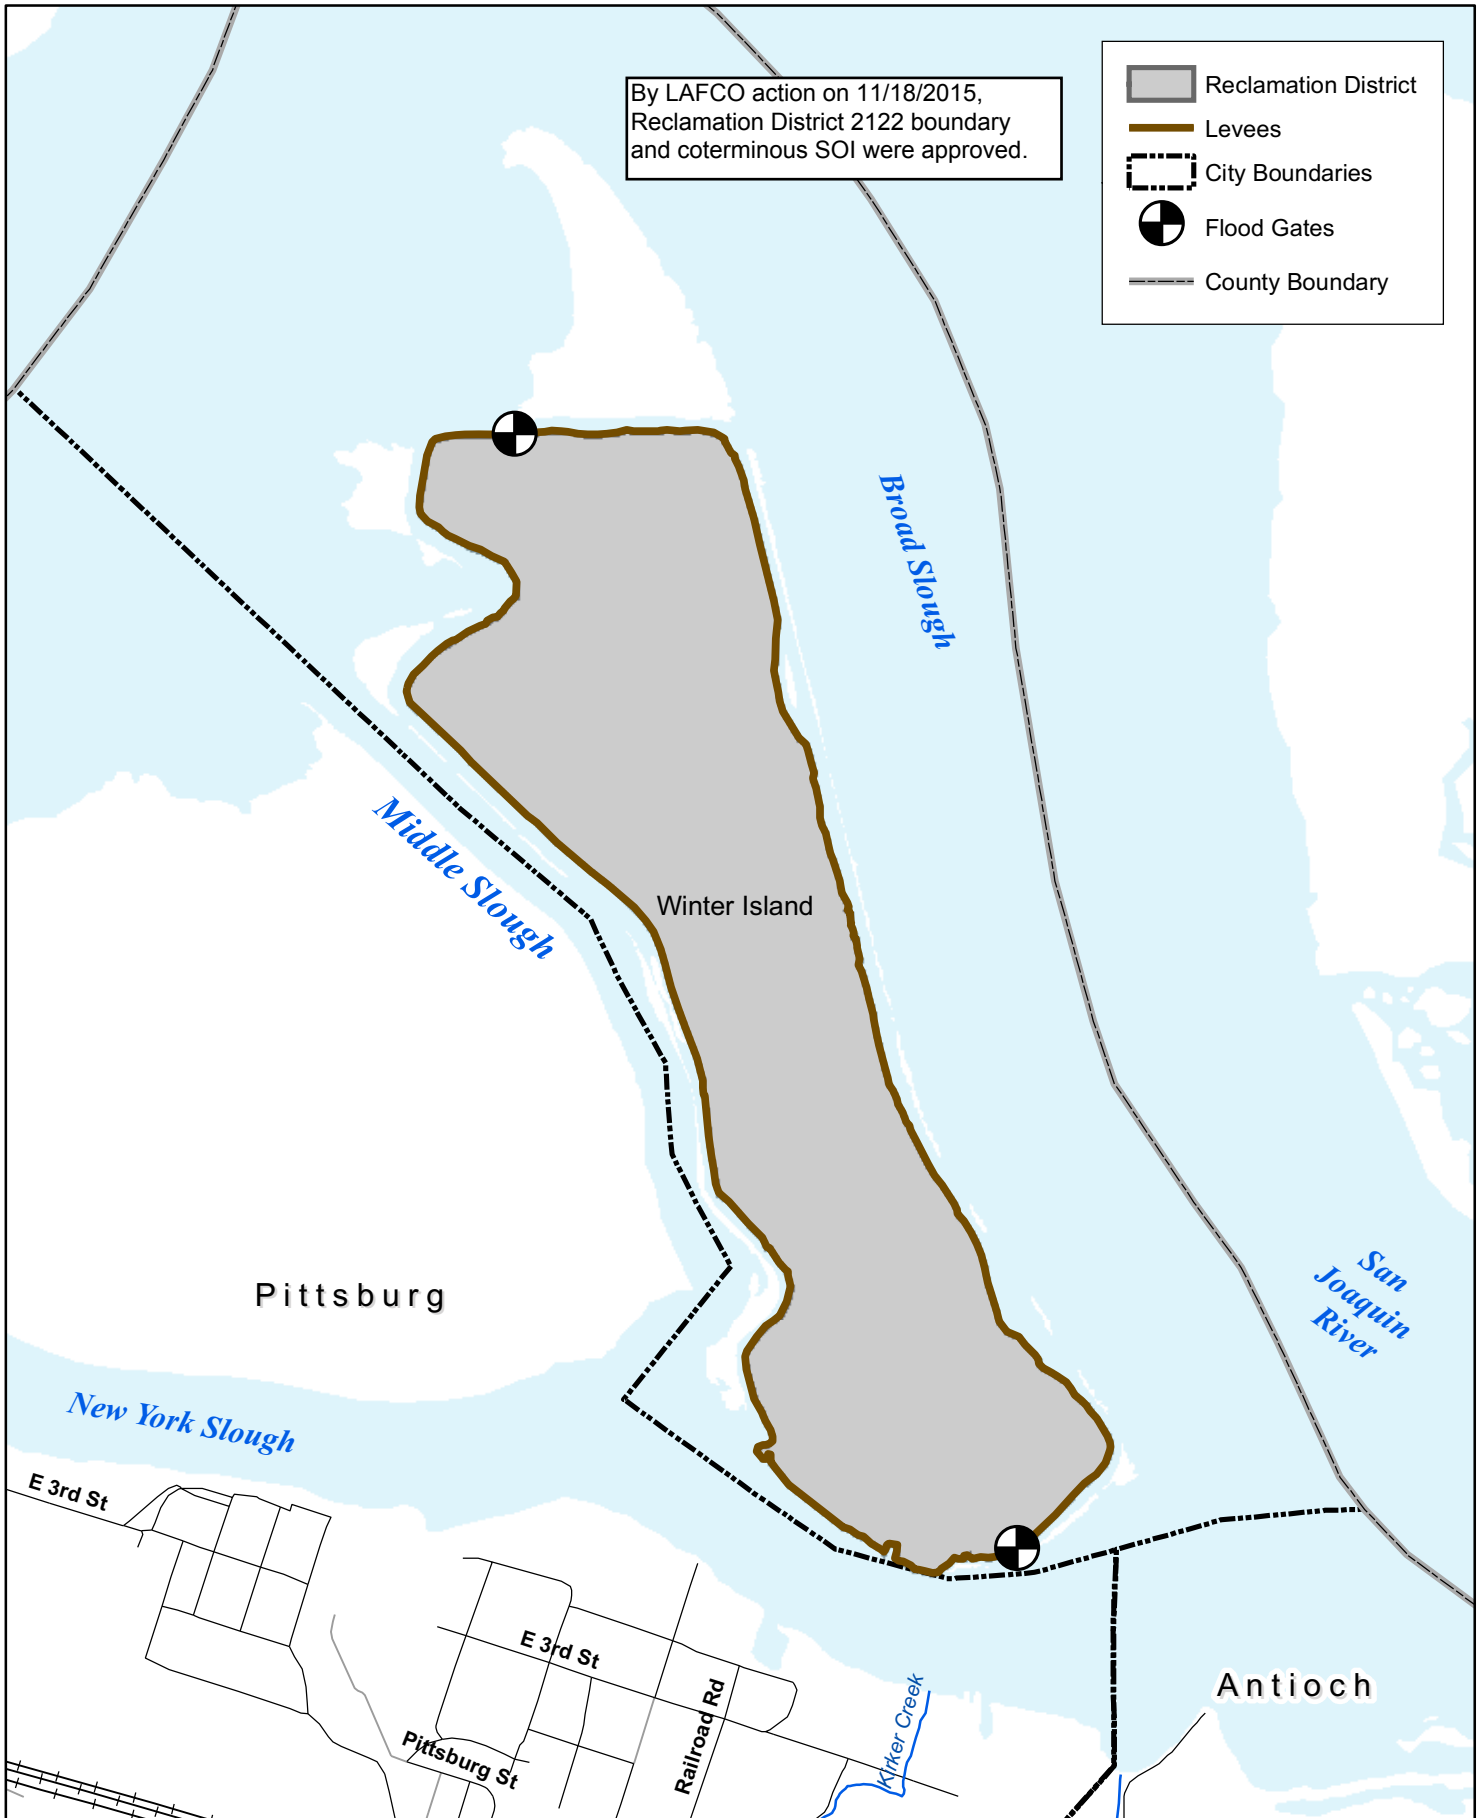 By LAFCO action on 11/18/2015,
Reclamation District 2122 boundary
and coterminous SOI were approved.
Reclamation District
Levees
City Boundaries
Flood Gates
County Boundary
Broad Slough
Middle Slough
Winter Island
San
Joaquin
River
Pittsburg
New York Slough
E 3rd St
E 3rd St
Railroad Rd
Pittsburg St
Kirker Creek
Antioch